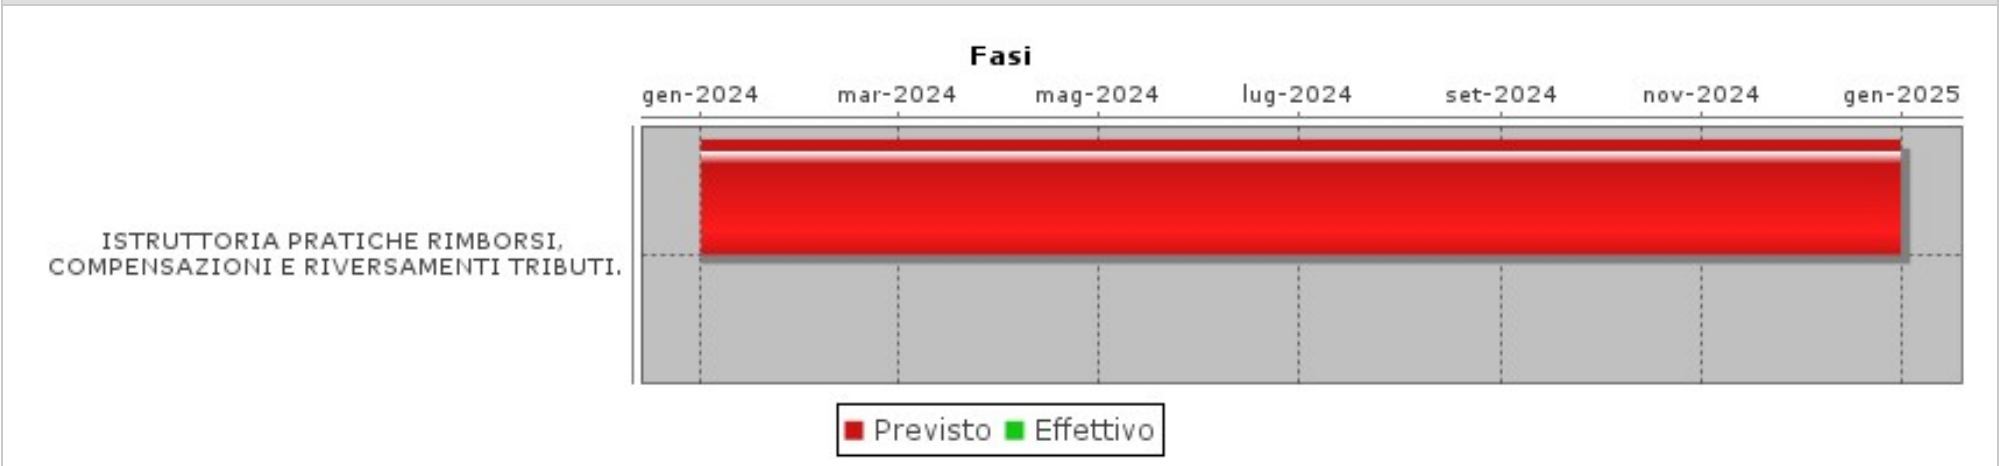 Fasi
gen-2024 mar-2024 mag-2024 lug-2024 set-2024 nov-2024 gen-2025
ISTRUTTORIA PRATICHE RIMBORSI,
COMPENSAZIONI E RIVERSAMENTI TRIBUTI.
Previsto Effettivo